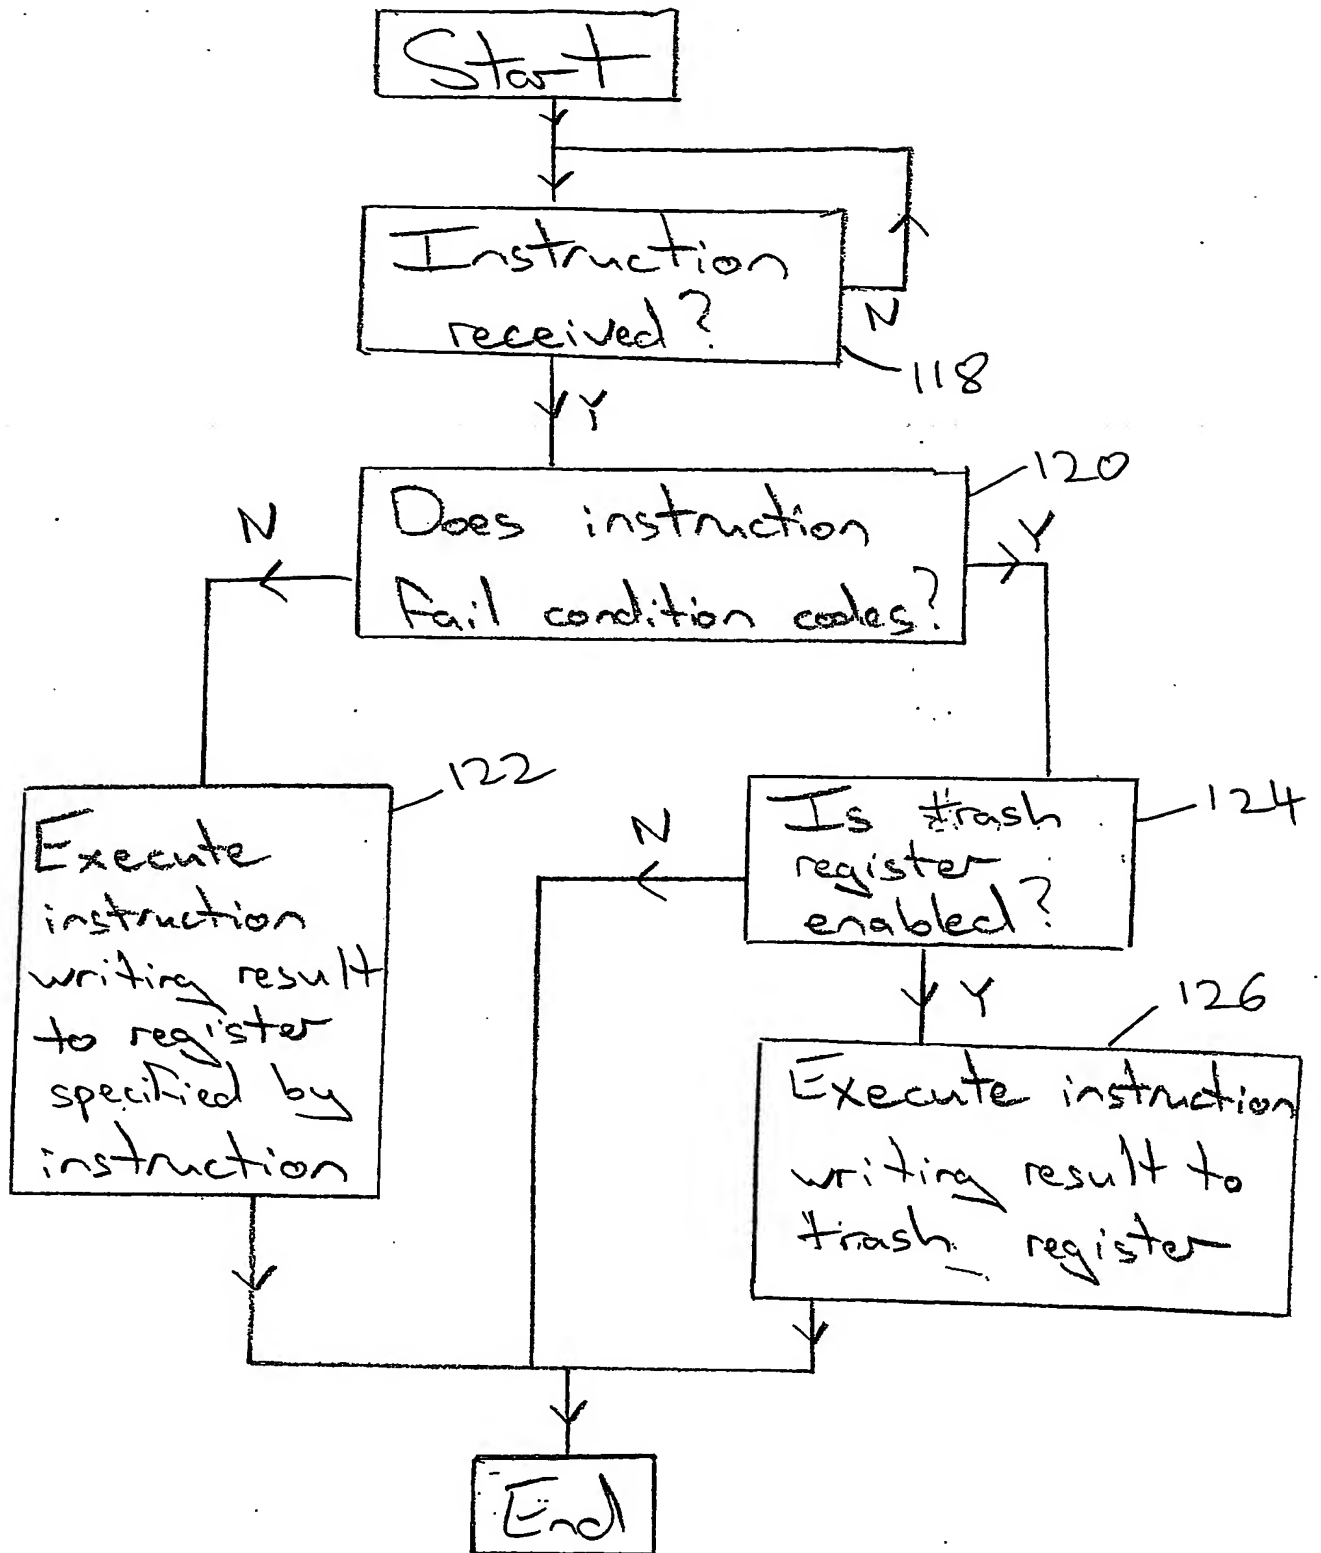 Start
Instruction
received?
N
118
Y
120
Does instruction
fail condition codes?
N
Y
122
Execute
instruction
writing result
to register
specified by
instruction
124
Is trash
register
enabled?
N
Y
126
Execute instruction
writing result to
trash register
End